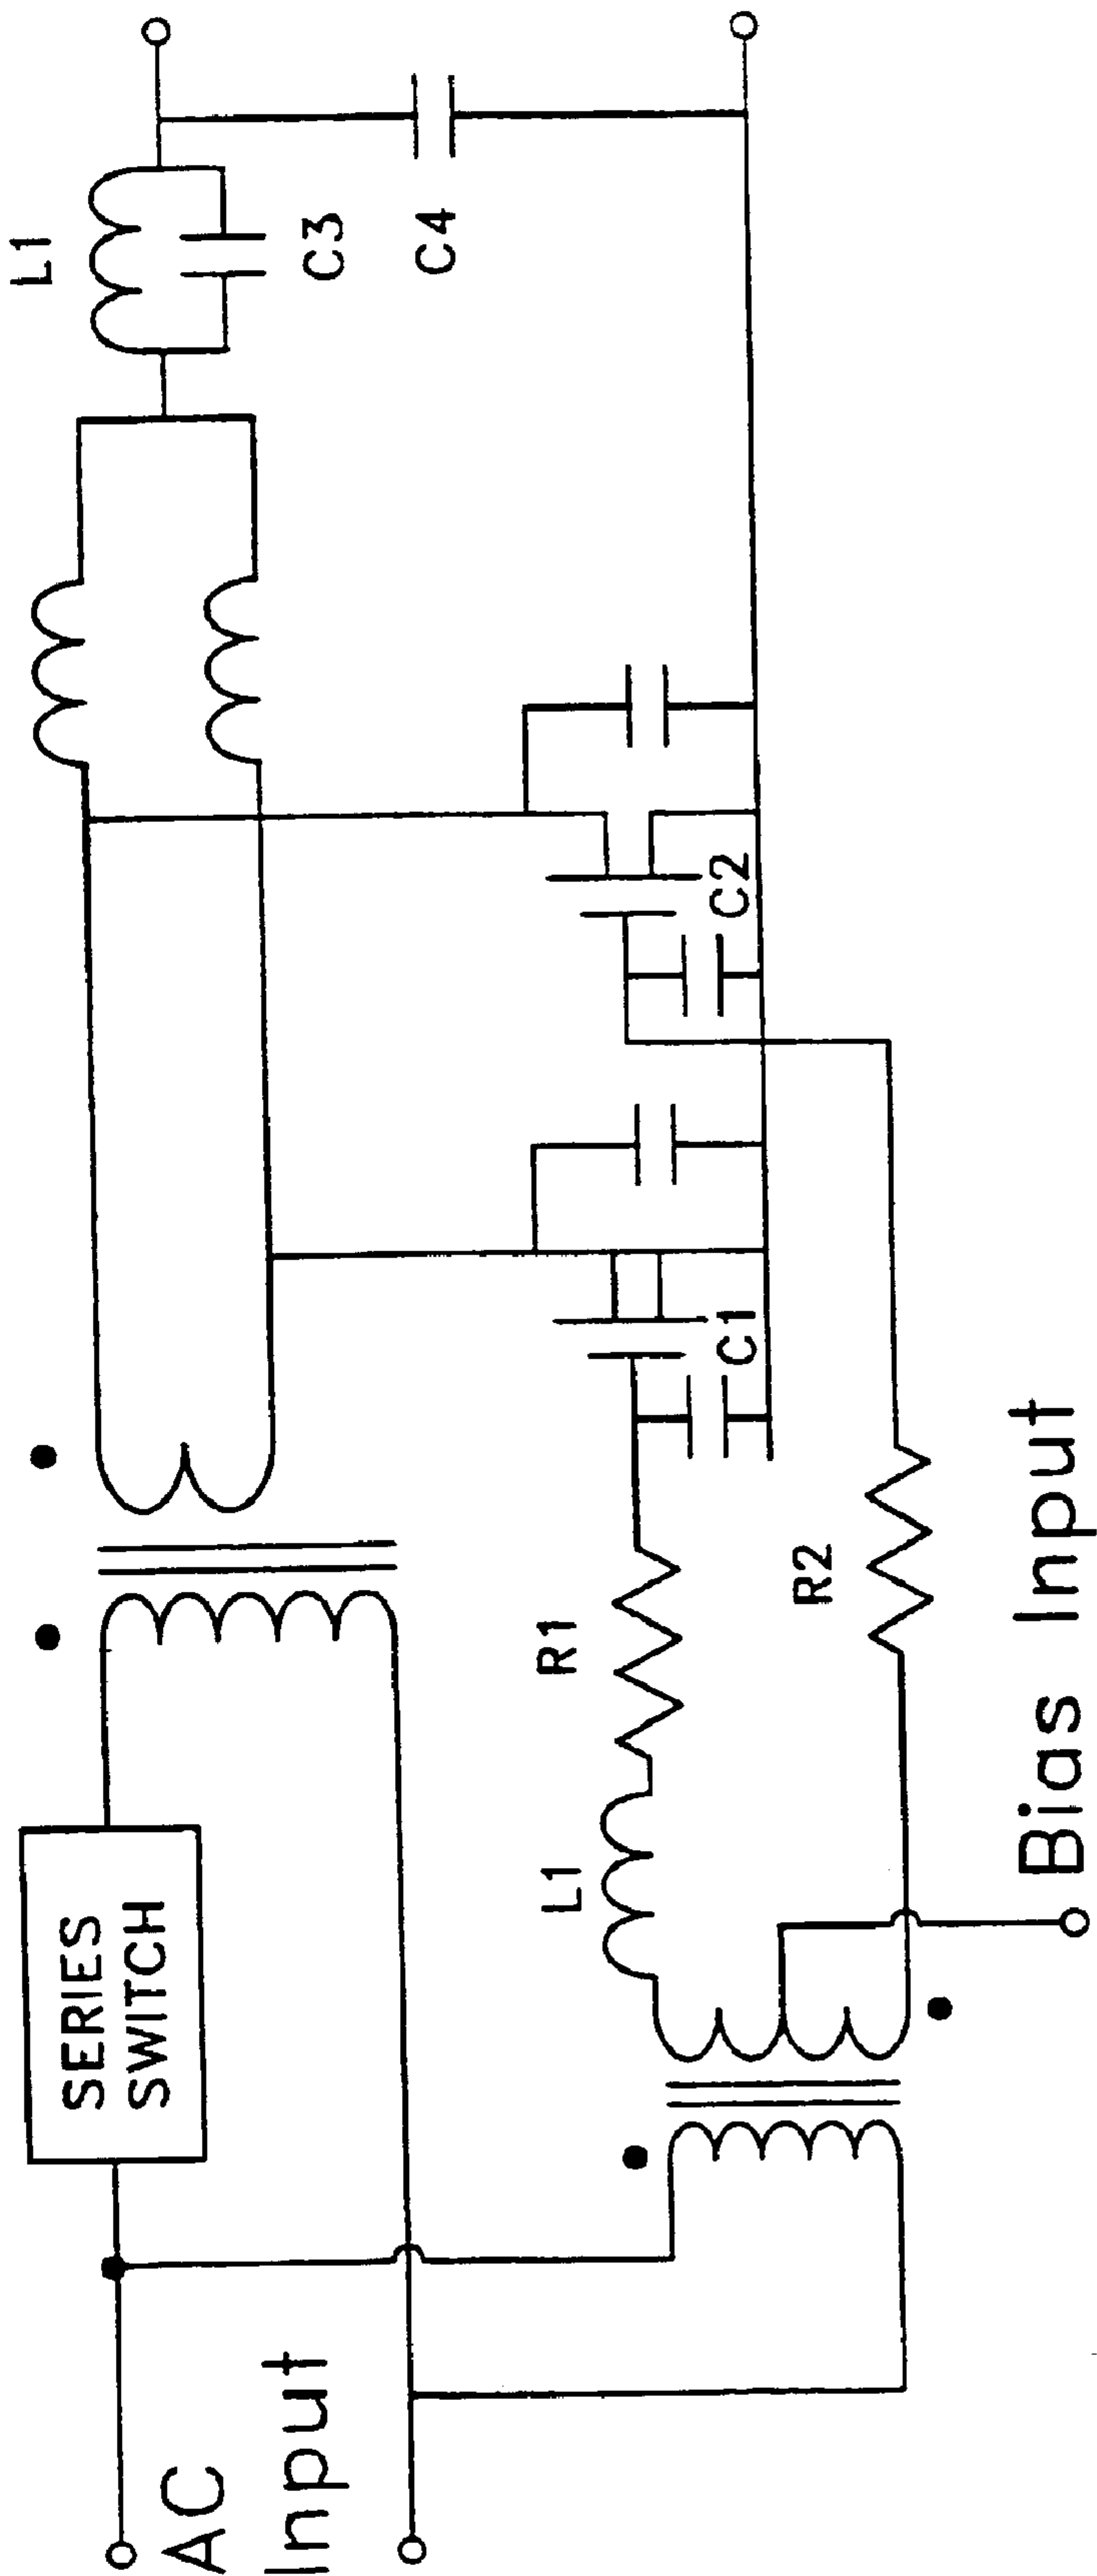 AC
Input
SERIES
SWITCH
L1
C3
C4
L1
R1
C1
C2
R2
Bias Input